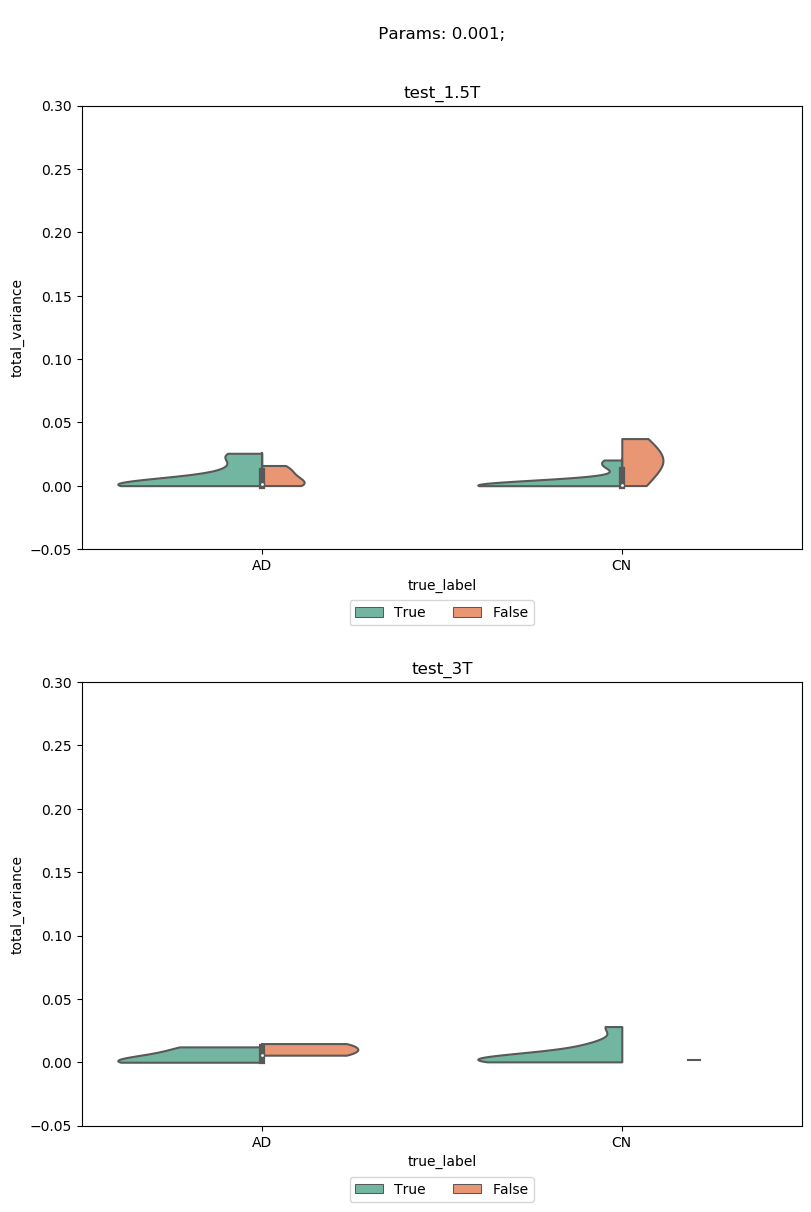 Params: 0.001;
test_1.5T
0.30
0.25
0.20
0.15
0.10
0.05
0.00
−0.05
total_variance
AD
CN
true_label
True
False
test_3T
0.30
0.25
0.20
0.15
0.10
0.05
0.00
−0.05
total_variance
AD
CN
true_label
True
False